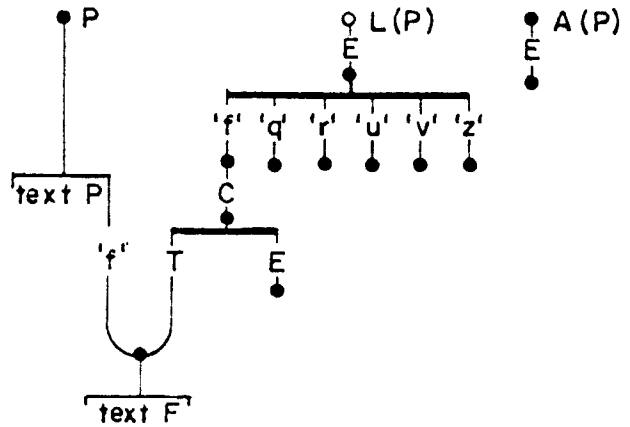 P L(P) A(P)
E E
'f' 'q' 'r' 'u' 'v' 'z'
text P C
'f' T E
text F